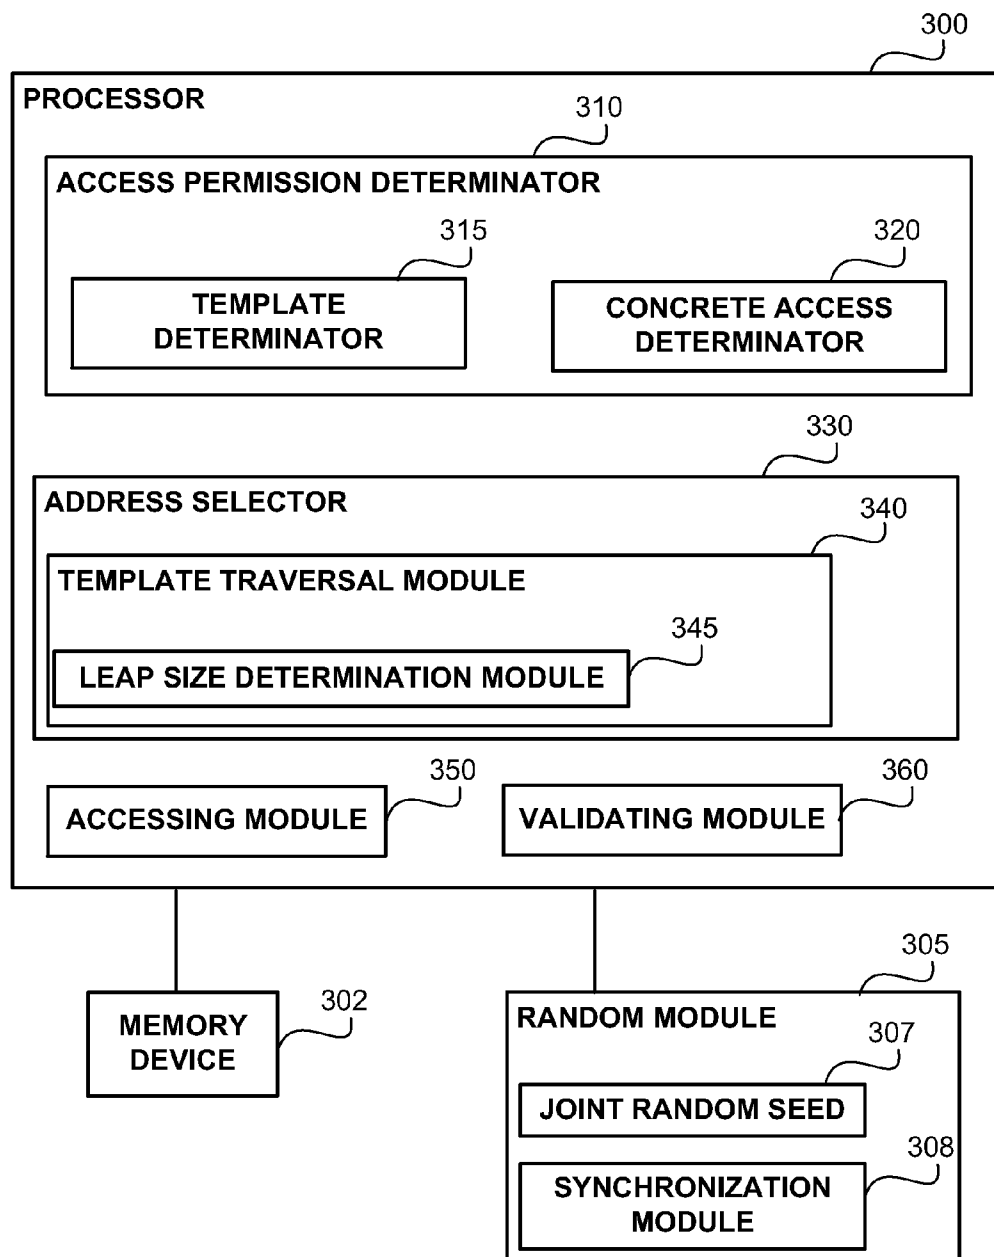 300
PROCESSOR
310
ACCESS PERMISSION DETERMINATOR
315
320
TEMPLATE
DETERMINATOR
CONCRETE ACCESS
DETERMINATOR
330
ADDRESS SELECTOR
340
TEMPLATE TRAVERSAL MODULE
345
LEAP SIZE DETERMINATION MODULE
350
360
ACCESSING MODULE
VALIDATING MODULE
305
302
MEMORY
DEVICE
RANDOM MODULE
307
JOINT RANDOM SEED
308
SYNCHRONIZATION
MODULE